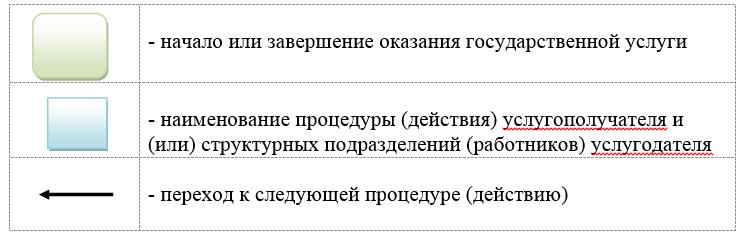 - начало или завершение оказания государственной услуги
- наименование процедуры (действия) услугополучателя и
(или) структурных подразделений (работников) услугодателя
- переход к следующей процедуре (действию)